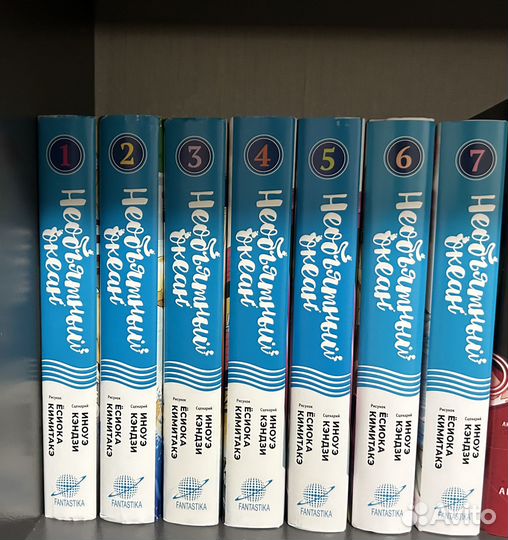 1
Необъятный
океан
Рисунок
ЁСИОКА
КИМИТАКЭ
Сценарий
ИНОУЭ
КЭНДЗИ
FANTASTIKA
2
Необъятный
океан
Рисунок
ЁСИОКА
КИМИТАКЭ
Сценарий
ИНОУЭ
КЭНДЗИ
FANTASTIKA
3
Необъятный
океан
Рисунок
ЁСИОКА
КИМИТАКЭ
Сценарий
ИНОУЭ
КЭНДЗИ
FANTASTIKA
4
Необъятный
океан
Рисунок
ЁСИОКА
КИМИТАКЭ
Сценарий
ИНОУЭ
КЭНДЗИ
FANTASTIKA
5
Необъятный
океан
Рисунок
ЁСИОКА
КИМИТАКЭ
Сценарий
ИНОУЭ
КЭНДЗИ
FANTASTIKA
6
Необъятный
океан
Рисунок
ЁСИОКА
КИМИТАКЭ
Сценарий
ИНОУЭ
КЭНДЗИ
FANTASTIKA
7
Необъятный
океан
Рисунок
ЁСИОКА
КИМИТАКЭ
Сценарий
ИНОУЭ
КЭНДЗИ
FANTASTIKA
Avito